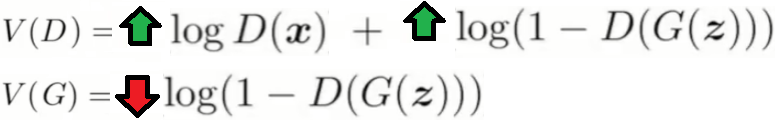 V(D) = ⬆ log D(x) + ⬆ log(1 − D(G(z)))
V(G) = ⬇ log(1 − D(G(z)))